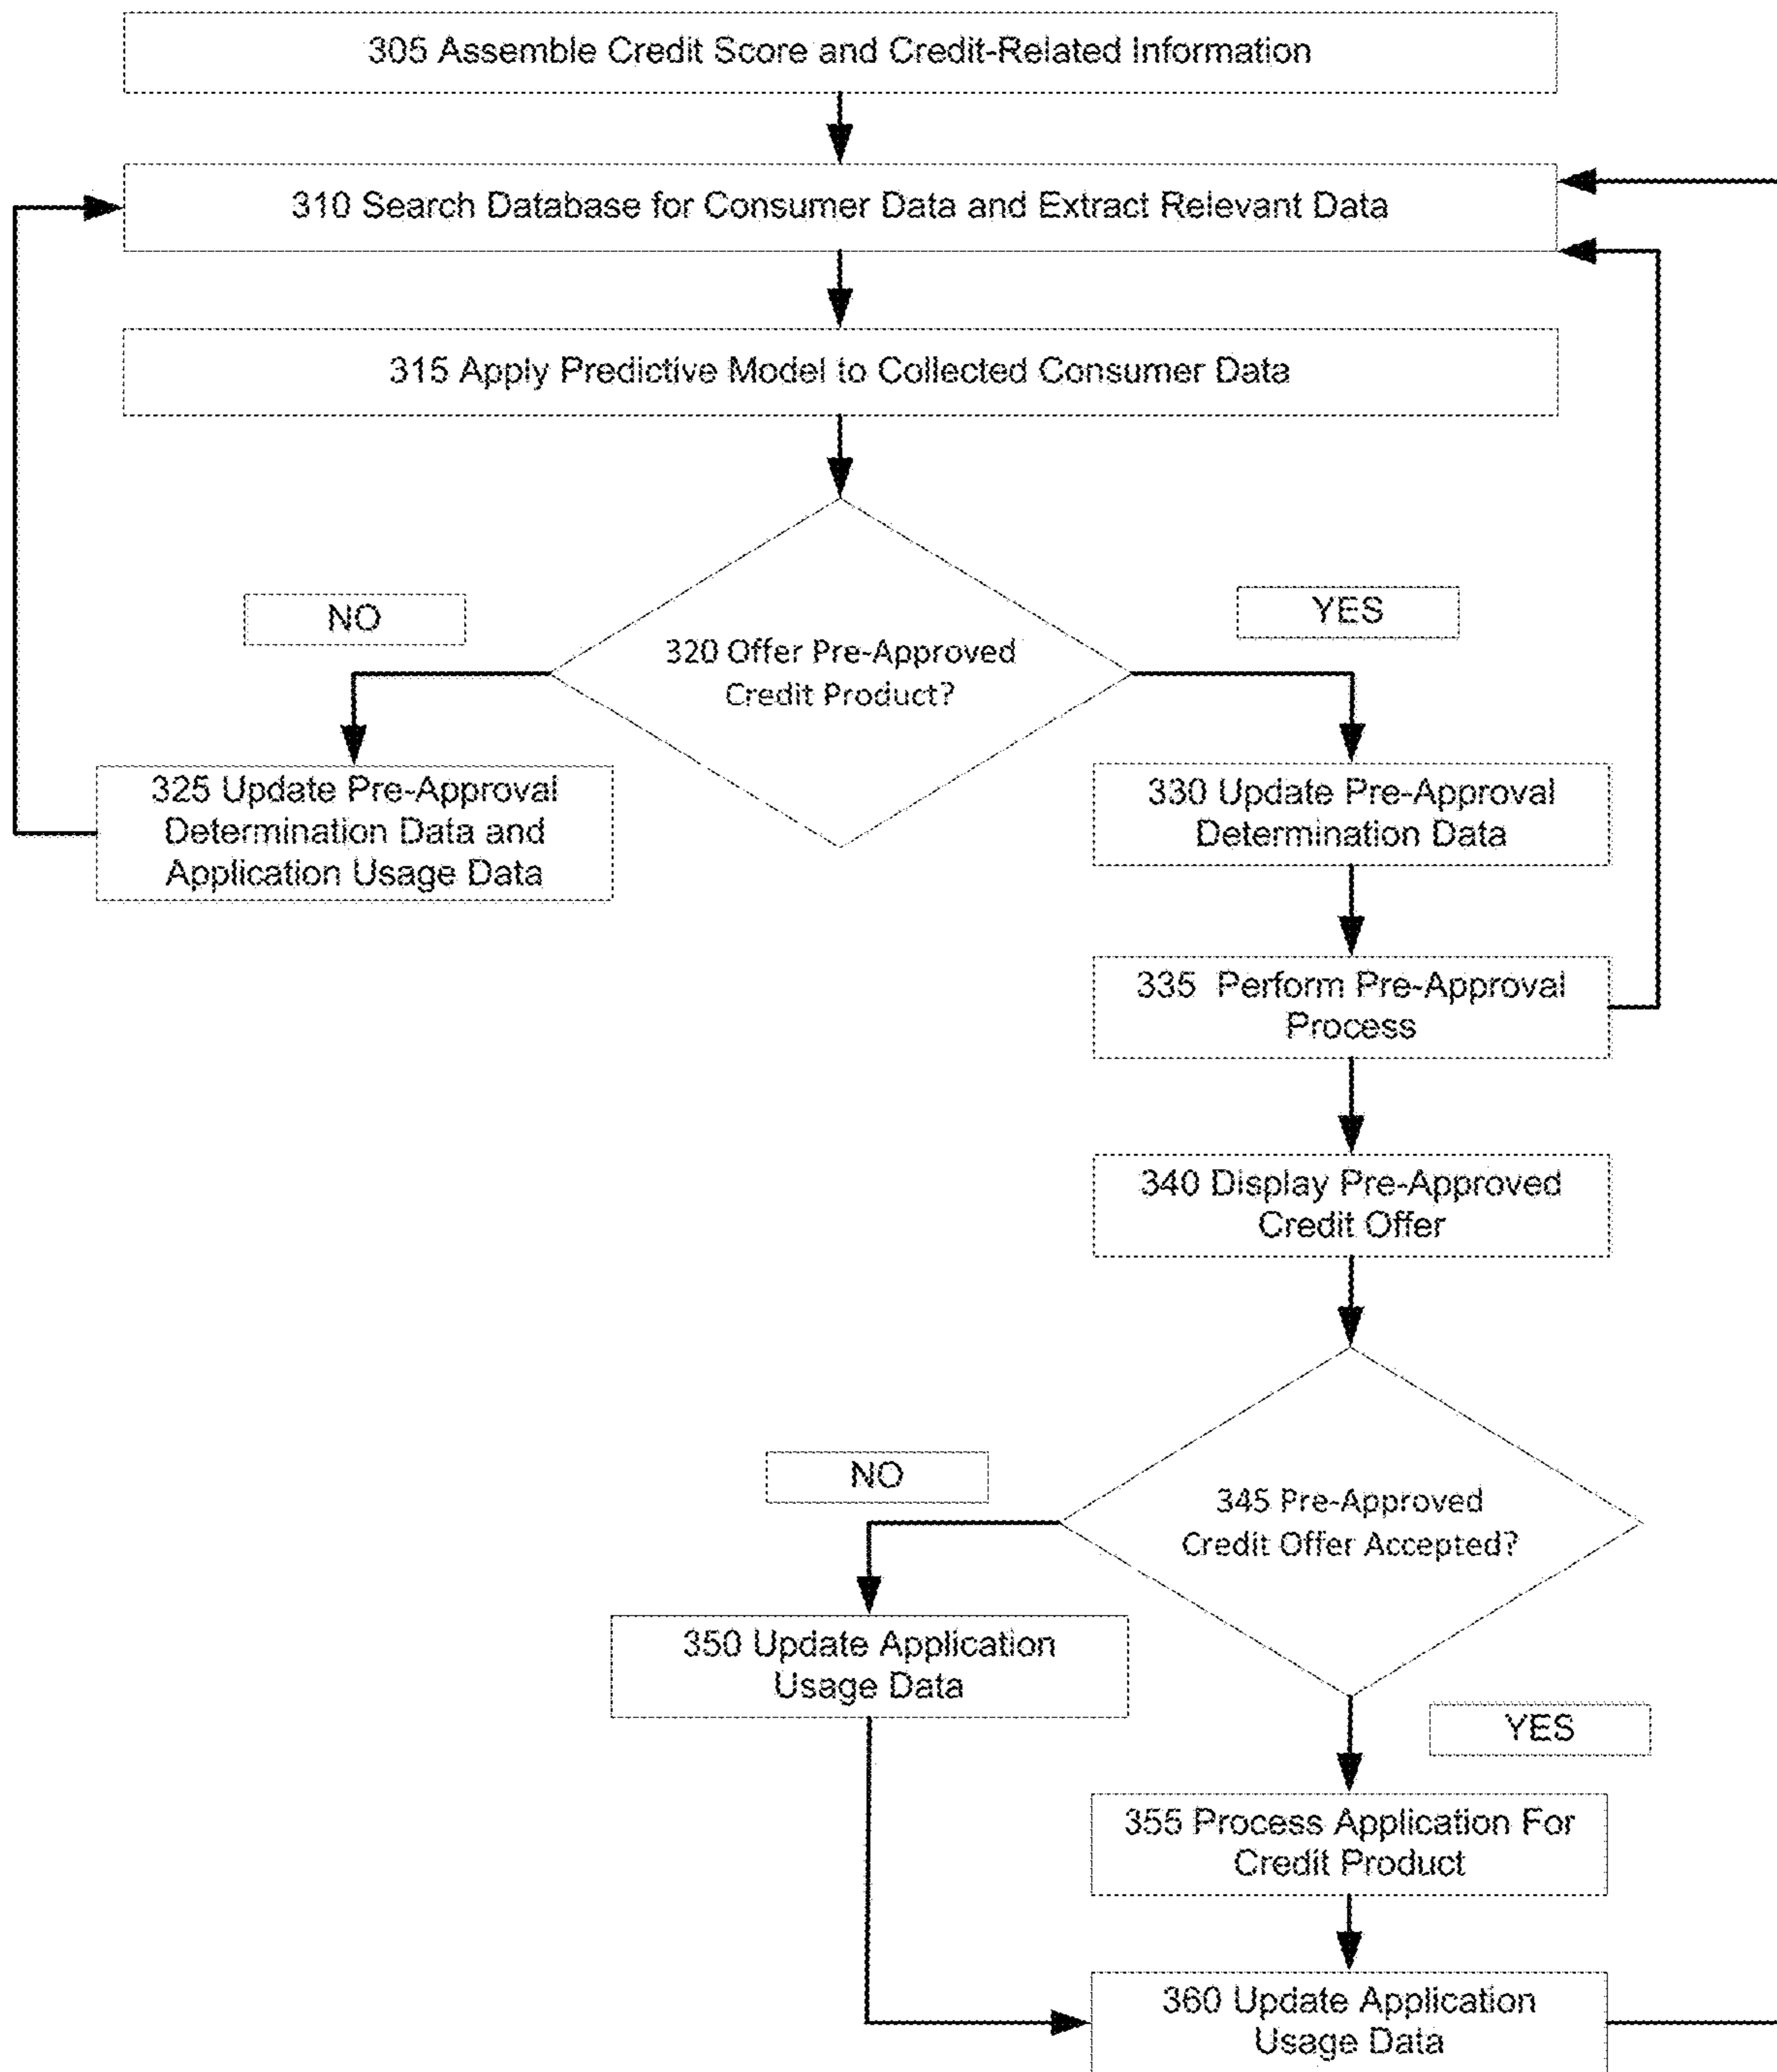 305 Assemble Credit Score and Credit-Related Information
310 Search Database for Consumer Data and Extract Relevant Data
315 Apply Predictive Model to Collected Consumer Data
NO
YES
320 Offer Pre-Approved
Credit Product?
325 Update Pre-Approval
Determination Data and
Application Usage Data
330 Update Pre-Approval
Determination Data
335 Perform Pre-Approval
Process
340 Display Pre-Approved
Credit Offer
NO
345 Pre-Approved
Credit Offer Accepted?
350 Update Application
Usage Data
YES
355 Process Application For
Credit Product
360 Update Application
Usage Data